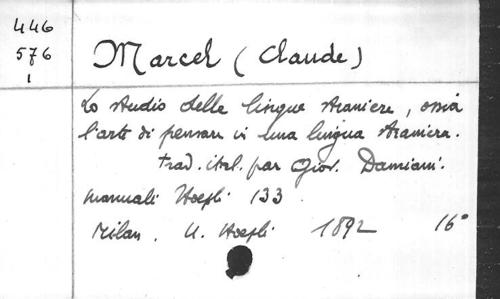 446
576
1
Marcel (Claude)
Lo studio delle lingue straniere, ossia
l'arte di pensare in una lingua straniera.
trad. ital. par Giov. Damiani.
Manuali Hoepli 133
Milan. U. Hoepli 1892 16°